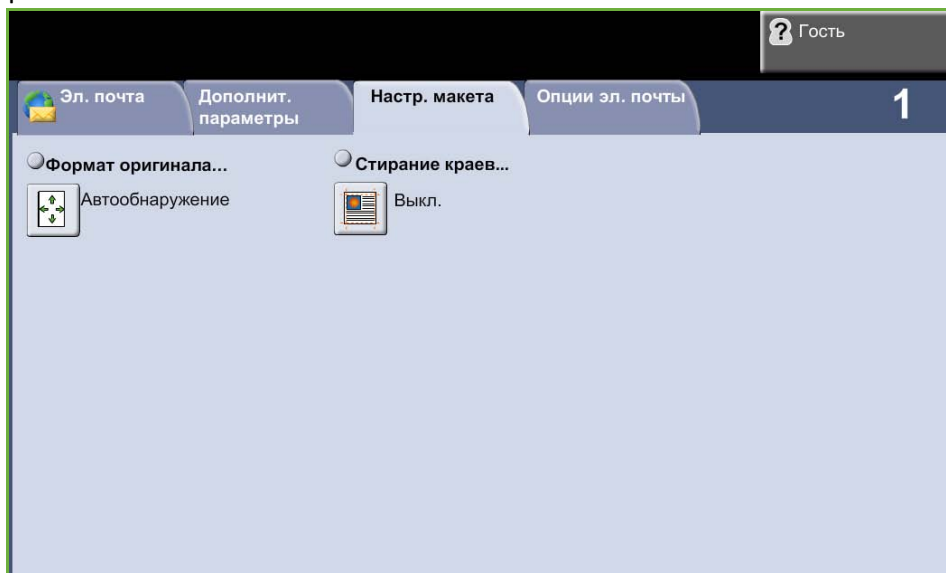 Гость
Эл. почта
Дополнит.
параметры
Настр. макета
Опции эл. почты
1
Формат оригинала...
Автообнаружение
Стирание краев...
Выкл.